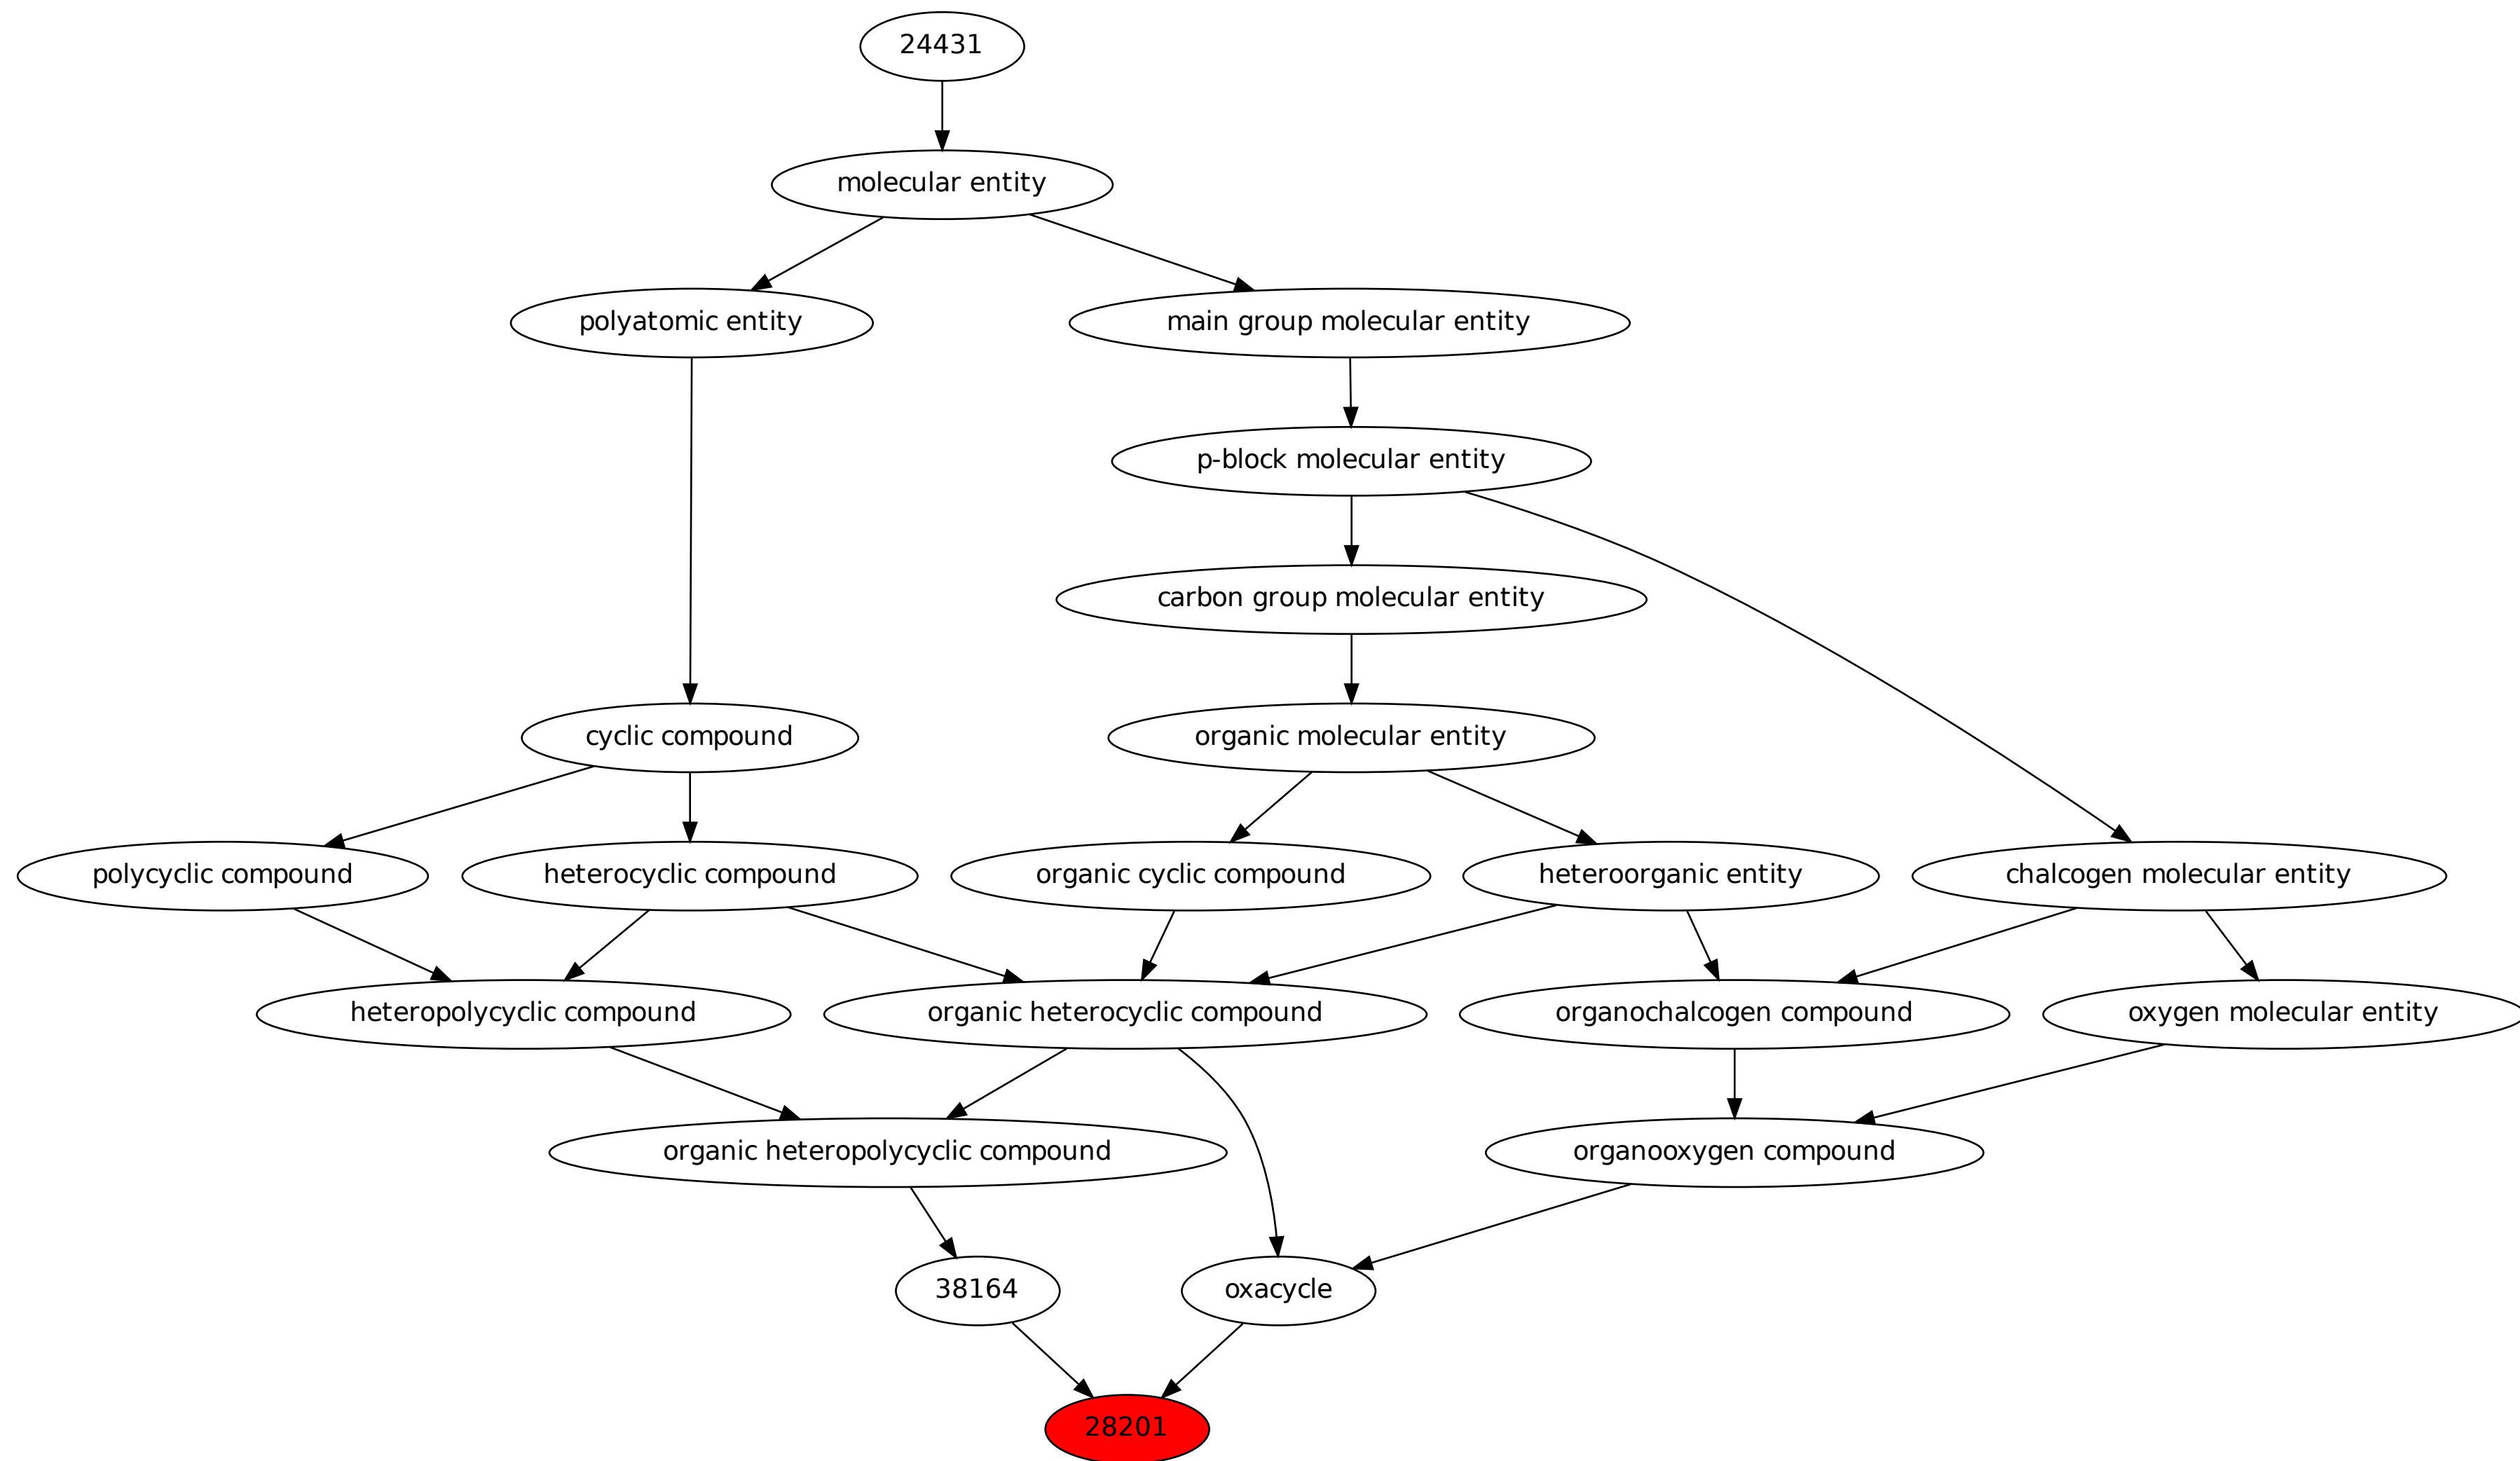 24431
molecular entity
polyatomic entity
main group molecular entity
p-block molecular entity
carbon group molecular entity
cyclic compound
organic molecular entity
polycyclic compound
heterocyclic compound
organic cyclic compound
heteroorganic entity
chalcogen molecular entity
heteropolycyclic compound
organic heterocyclic compound
organochalcogen compound
oxygen molecular entity
organic heteropolycyclic compound
organooxygen compound
38164
oxacycle
28201